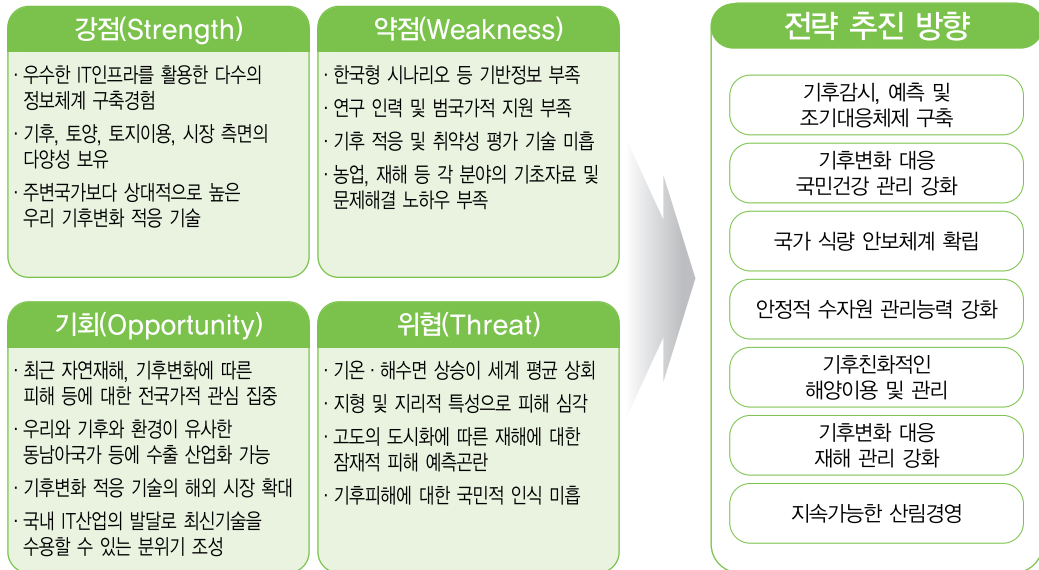 강점(Strength)
· 우수한 IT인프라를 활용한 다수의
정보체계 구축경험
· 기후, 토양, 토지이용, 시장 측면의
다양성 보유
· 주변국가보다 상대적으로 높은
우리 기후변화 적응 기술
약점(Weakness)
· 한국형 시나리오 등 기반정보 부족
· 연구 인력 및 범국가적 지원 부족
· 기후 적응 및 취약성 평가 기술 미흡
· 농업, 재해 등 각 분야의 기초자료 및
문제해결 노하우 부족
기회(Opportunity)
· 최근 자연재해, 기후변화에 따른
피해 등에 대한 전국가적 관심 집중
· 우리와 기후와 환경이 유사한
동남아국가 등에 수출 산업화 가능
· 기후변화 적응 기술의 해외 시장 확대
· 국내 IT산업의 발달로 최신기술을
수용할 수 있는 분위기 조성
위협(Threat)
· 기온 · 해수면 상승이 세계 평균 상회
· 지형 및 지리적 특성으로 피해 심각
· 고도의 도시화에 따른 재해에 대한
잠재적 피해 예측곤란
· 기후피해에 대한 국민적 인식 미흡
전략 추진 방향
기후감시, 예측 및
조기대응체제 구축
기후변화 대응
국민건강 관리 강화
국가 식량 안보체계 확립
안정적 수자원 관리능력 강화
기후친화적인
해양이용 및 관리
기후변화 대응
재해 관리 강화
지속가능한 산림경영